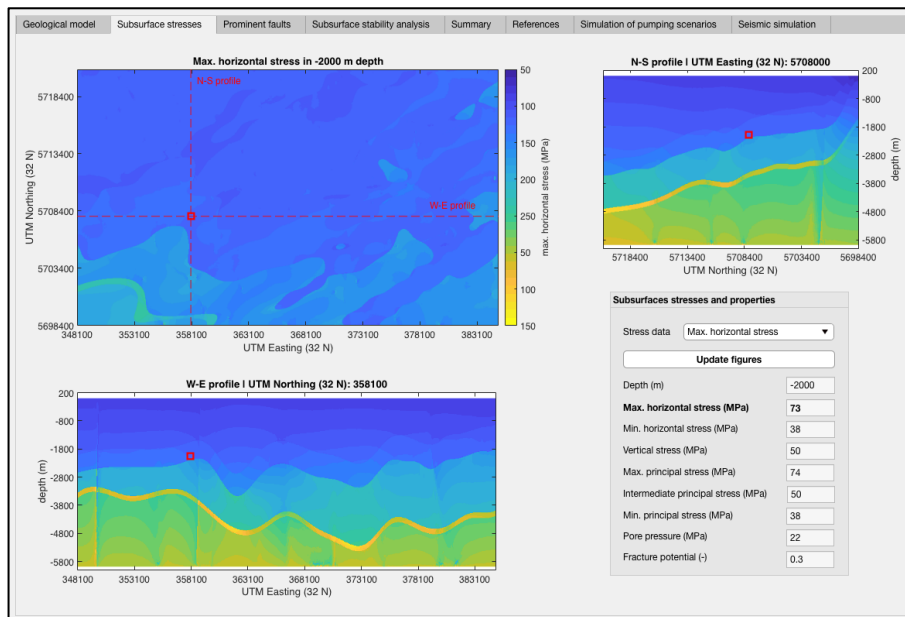 Geological model Subsurface stresses Prominent faults Subsurface stability analysis Summary References Simulation of pumping scenarios Seismic simulation
Max. horizontal stress in -2000 m depth
N-S profile
W-E profile
5718400
5713400
5708400
5703400
5698400
UTM Northing (32 N)
348100 353100 358100 363100 368100 373100 378100 383100
UTM Easting (32 N)
50
100
150
200
250
50
100
150
max. horizontal stress (MPa)
N-S profile | UTM Easting (32 N): 5708000
200
-800
-1800
-2800
-3800
-4800
-5800
depth (m)
5718400 5713400 5708400 5703400 5698400
UTM Northing (32 N)
W-E profile | UTM Northing (32 N): 358100
200
-800
-1800
-2800
-3800
-4800
-5800
depth (m)
348100 353100 358100 363100 368100 373100 378100 383100
UTM Easting (32 N)
Subsurfaces stresses and properties
Stress data Max. horizontal stress
Update figures
Depth (m) -2000
Max. horizontal stress (MPa) 73
Min. horizontal stress (MPa) 38
Vertical stress (MPa) 50
Max. principal stress (MPa) 74
Intermediate principal stress (MPa) 50
Min. principal stress (MPa) 38
Pore pressure (MPa) 22
Fracture potential (-) 0.3